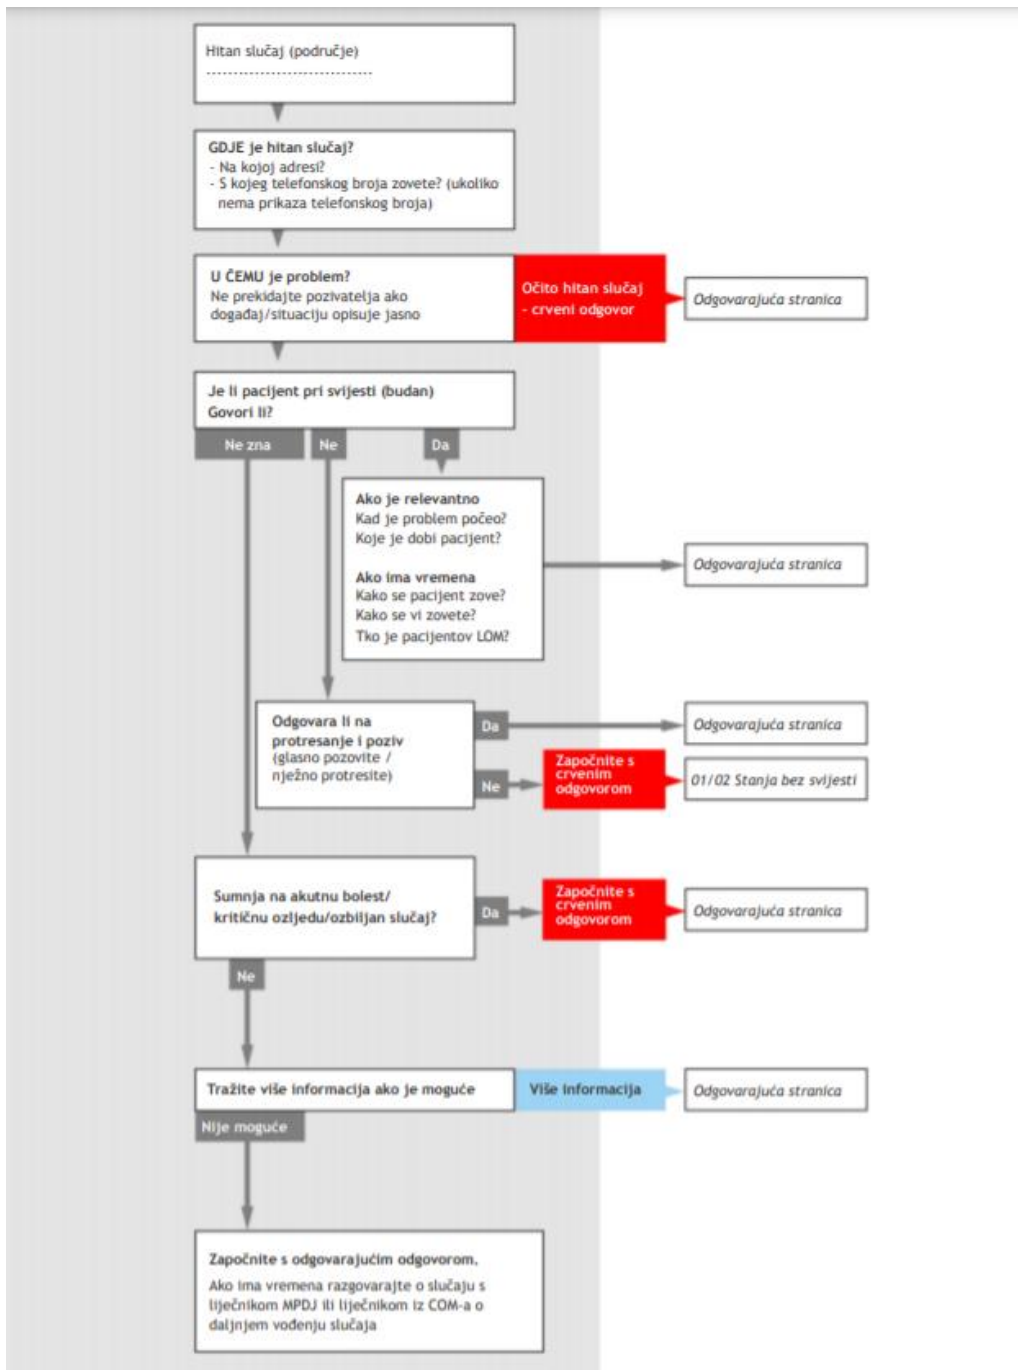 Hitan slučaj (područje)
-------------------------------
GDJE je hitan slučaj?
- Na kojoj adresi?
- S kojeg telefonskog broja zovete? (ukoliko
nema prikaza telefonskog broja)
U ČEMU je problem?
Ne prekidajte pozivatelja ako
događaj/situaciju opisuje jasno
Očito hitan slučaj
- crveni odgovor
Odgovarajuća stranica
Je li pacijent pri svijesti (budan)
Govori li?
Ne zna
Ne
Da
Ako je relevantno
Kad je problem počeo?
Koje je dobi pacijent?
Ako ima vremena
Kako se pacijent zove?
Kako se vi zovete?
Tko je pacijentov LOM?
Odgovarajuća stranica
Odgovara li na
protresanje i poziv
(glasno pozovite /
nježno protresite)
Da
Odgovarajuća stranica
Ne
Započnite s
crvenim
odgovorom
01/02 Stanja bez svijesti
Sumnja na akutnu bolest/
kritičnu ozljedu/ozbiljan slučaj?
Da
Započnite s
crvenim
odgovorom
Odgovarajuća stranica
Ne
Tražite više informacija ako je moguće
Više informacija
Odgovarajuća stranica
Nije moguće
Započnite s odgovarajućim odgovorom.
Ako ima vremena razgovarajte o slučaju s
liječnikom MPDJ ili liječnikom iz COM-a o
daljnjem vođenju slučaja